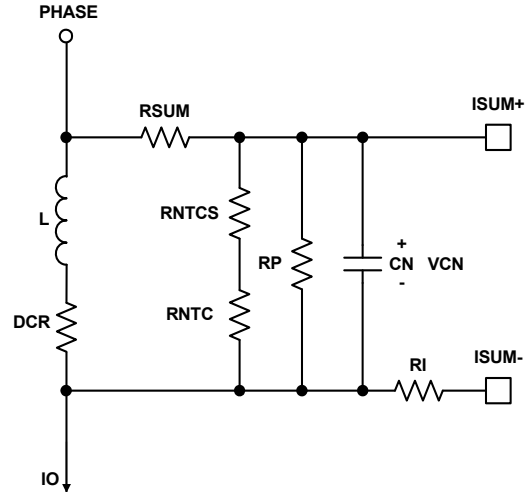 PHASE
RSUM
ISUM+
L
RNTCS
RP
+
CN VCN
-
RNTC
DCR
RI
ISUM-
IO